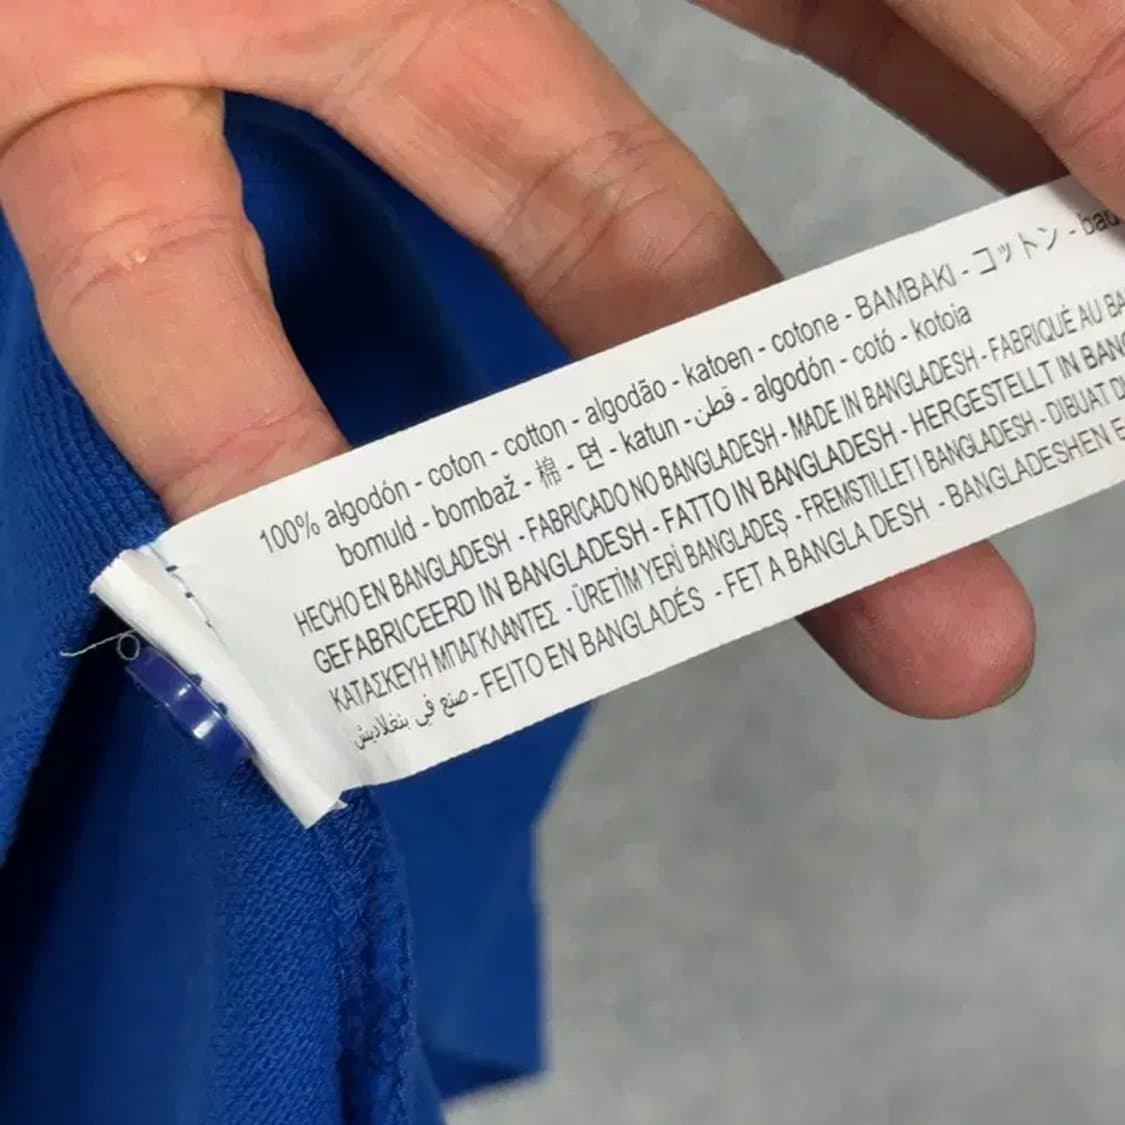 100% algodón - coton - cotton - algodão - katoen - cotone - BAMBAKI - コットン -
bomuld - bombaž - 棉 - 면 - katun - قطن - algodón - cotó - kotoia
HECHO EN BANGLADESH - FABRICADO NO BANGLADESH - MADE IN BANGLADESH - FABRIQUÉ AU
GEFABRICEERD IN BANGLADESH - FATTO IN BANGLADESH - HERGESTELLT IN
ΚΑΤΑΣΚΕΥΗ ΜΠΑΓΚΛΑΝΤΕΣ - ÜRETİM YERİ BANGLADEŞ - FREMSTILLET I BANGLADESH - DIBUAT
صنع في بنغلاديش - FEITO EN BANGLADÉS - FET A BANGLA DESH - BANGLADESHEN